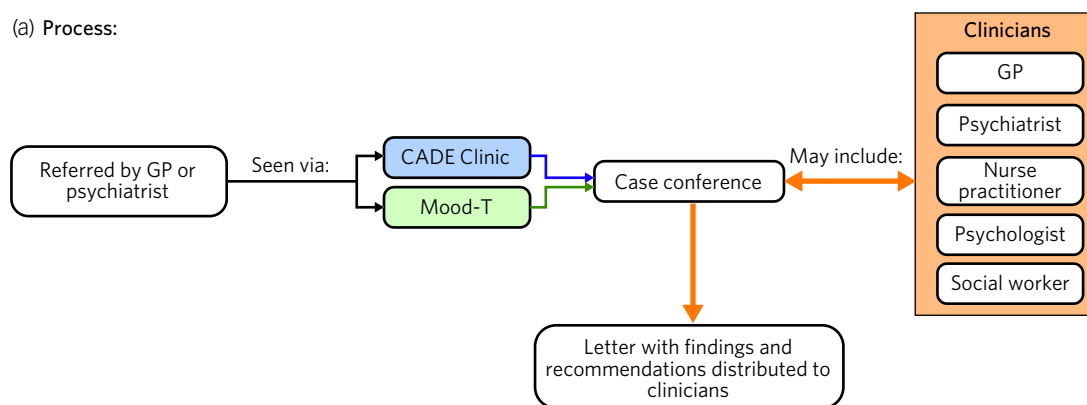 (a) Process:
Referred by GP or
psychiatrist
Seen via:
CADE Clinic
Mood-T
Case conference
May include:
Clinicians
GP
Psychiatrist
Nurse
practitioner
Psychologist
Social worker
Letter with findings and
recommendations distributed to
clinicians